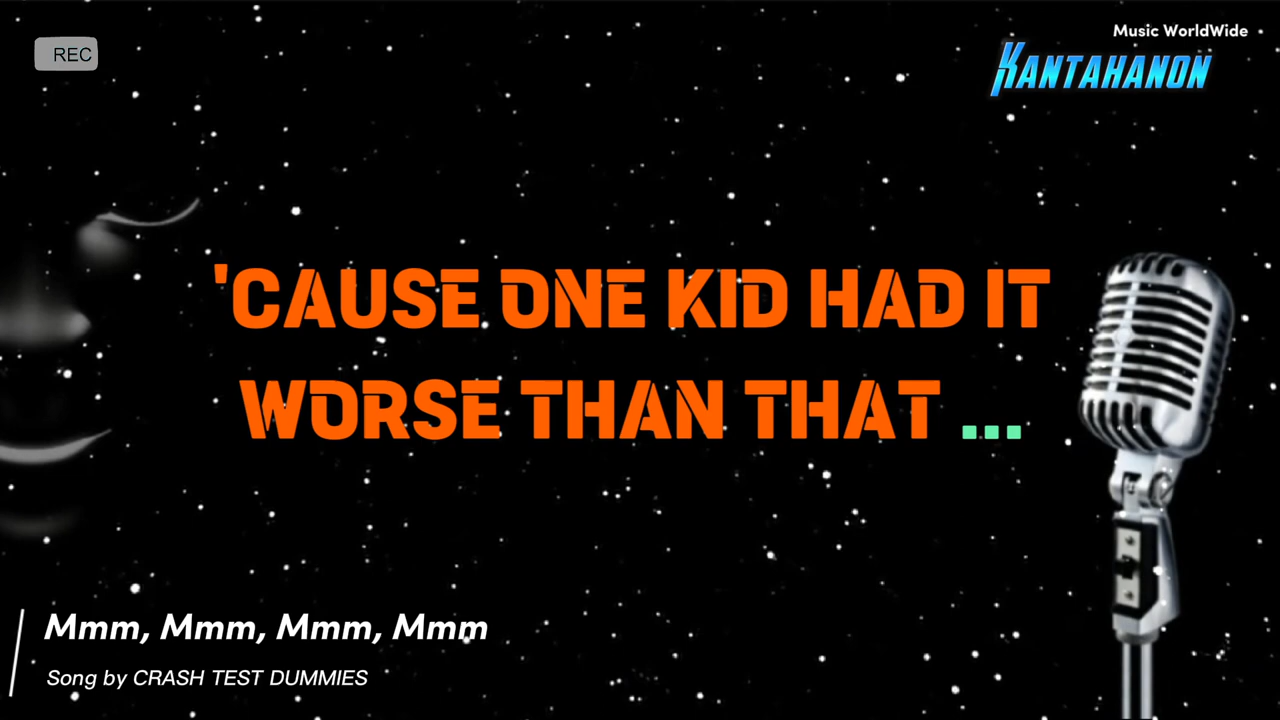 REC
Music WorldWide
KANTAHANON
'CAUSE ONE KID HAD IT
WORSE THAN THAT ...
Mmm, Mmm, Mmm, Mmm
Song by CRASH TEST DUMMIES